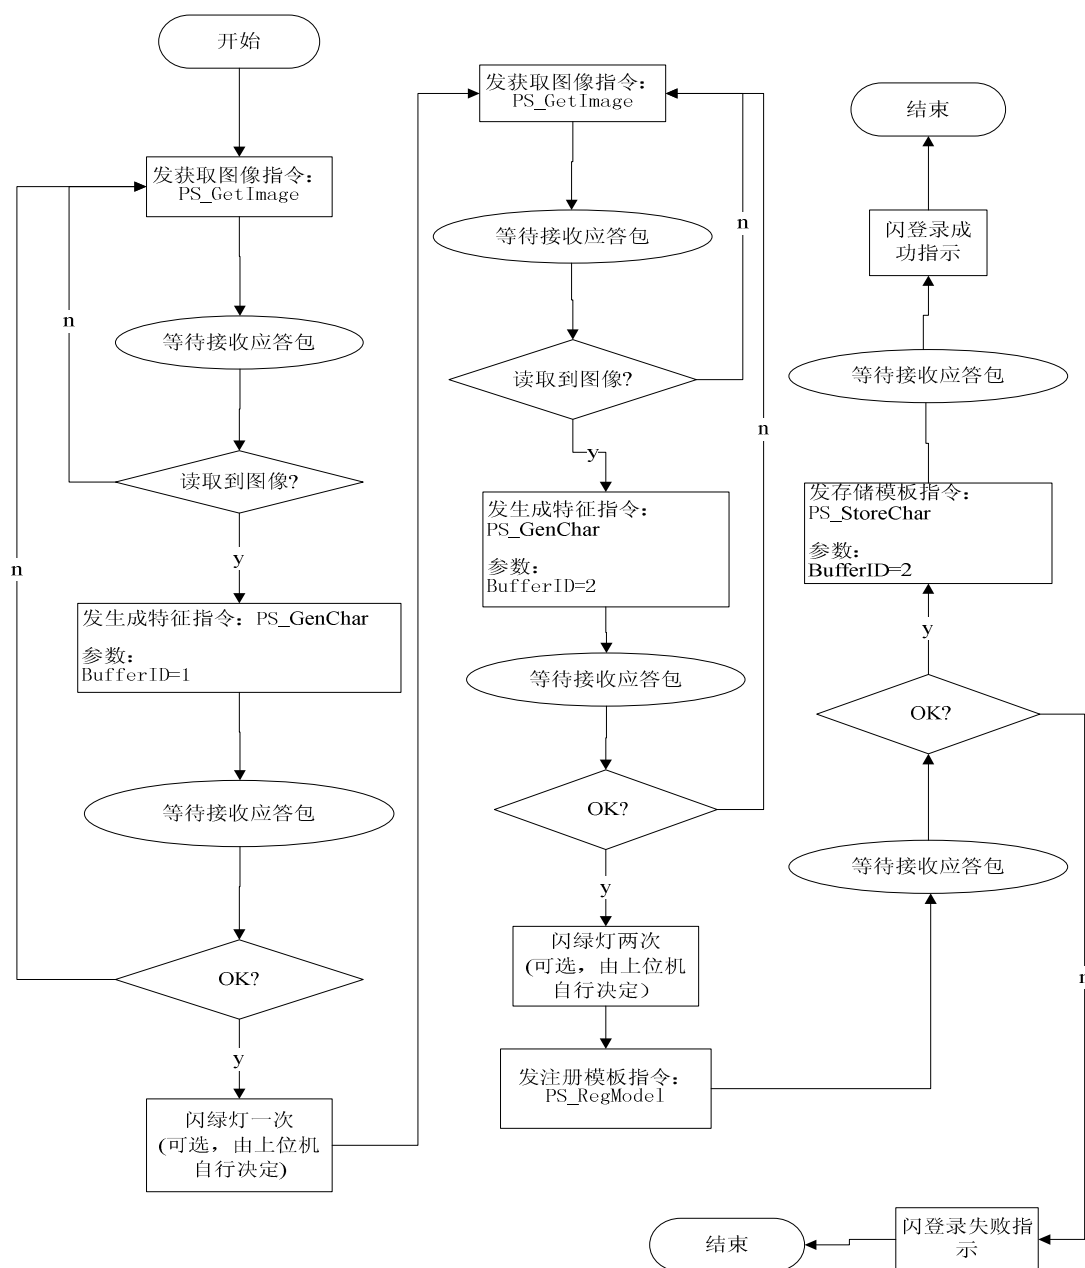 开始
发获取图像指令：
PS_GetImage
n
等待接收应答包
读取到图像?
y
n
发生成特征指令：PS_GenChar
参数：
BufferID=1
等待接收应答包
OK?
y
闪绿灯一次
(可选，由上位机
自行决定)
发获取图像指令：
PS_GetImage
n
等待接收应答包
读取到图像?
n
y
发生成特征指令：
PS_GenChar
参数：
BufferID=2
等待接收应答包
OK?
y
闪绿灯两次
(可选，由上位机
自行决定）
发注册模板指令：
PS_RegModel
结束
闪登录成
功指示
等待接收应答包
发存储模板指令：
PS_StoreChar
参数：
BufferID=2
y
OK?
等待接收应答包
n
闪登录失败指
示
结束